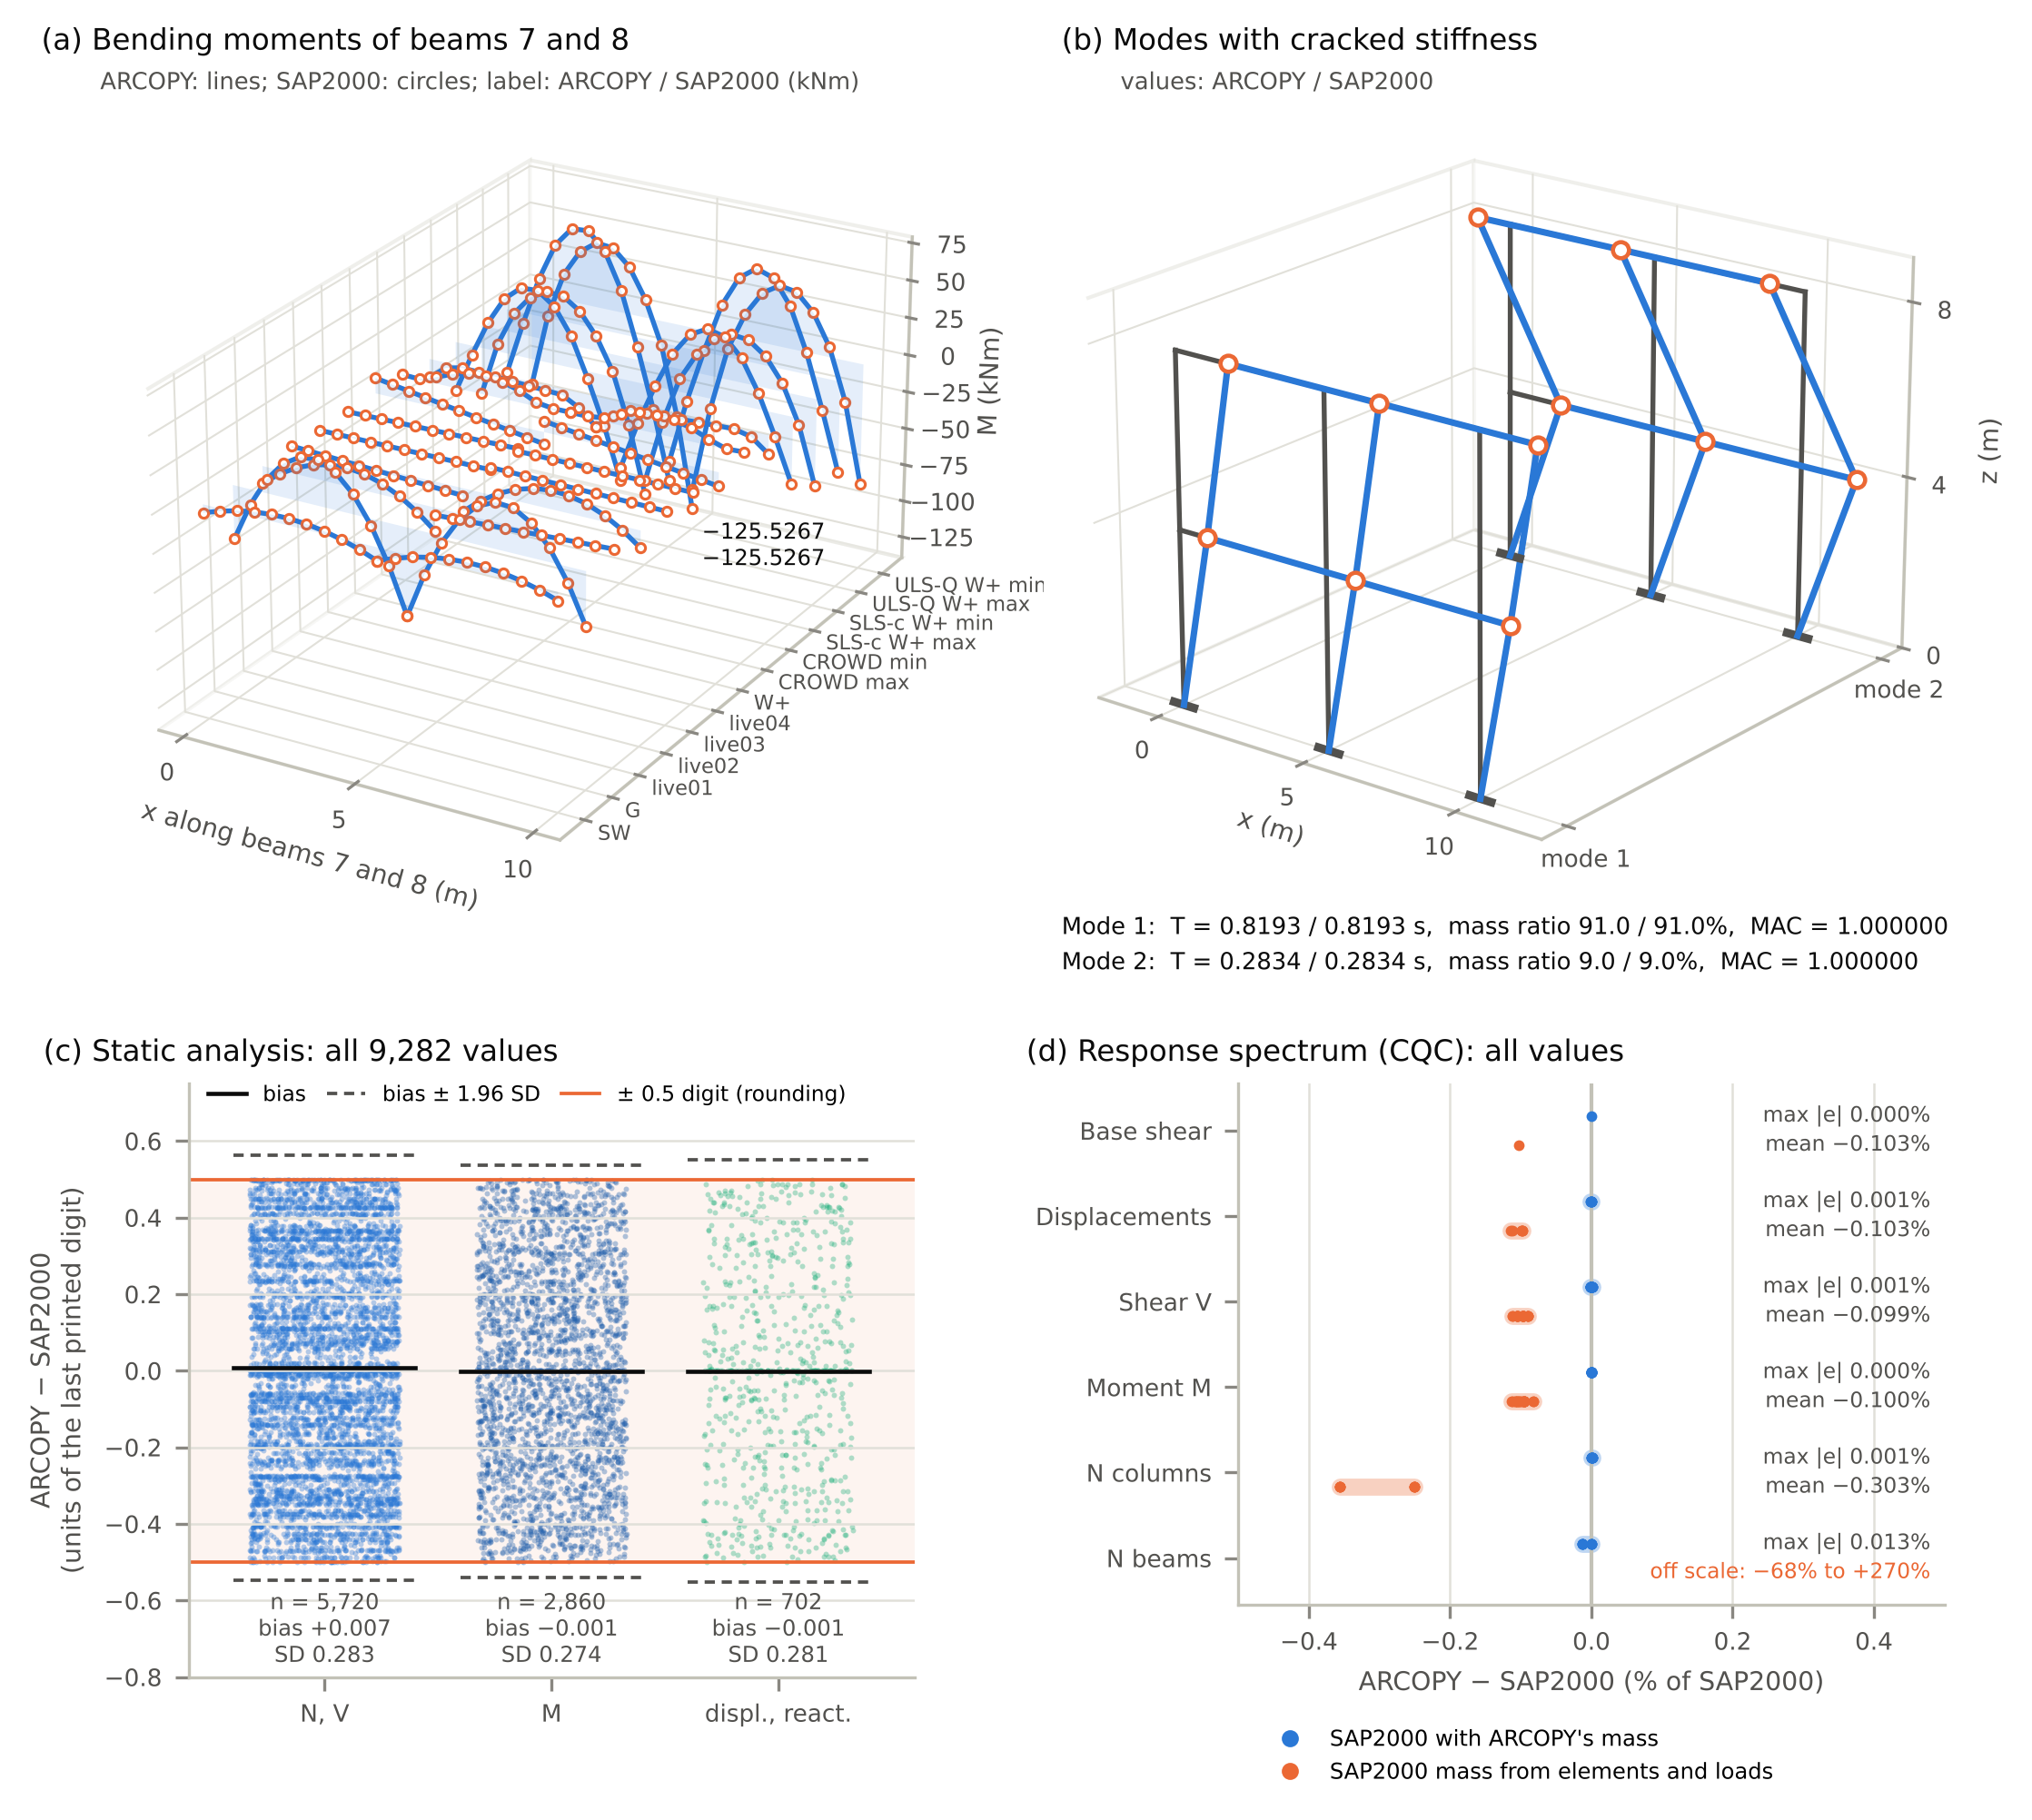 (a) Bending moments of beams 7 and 8
ARCOPY: lines; SAP2000: circles; label: ARCOPY / SAP2000 (kNm)
75
50
25
0
−25
−50
−75
−100
−125
M (kNm)
−125.5267
−125.5267
ULS-Q W+ min
ULS-Q W+ max
SLS-c W+ min
SLS-c W+ max
CROWD min
CROWD max
W+
live04
live03
live02
live01
G
SW
0
5
10
x along beams 7 and 8 (m)
(b) Modes with cracked stiffness
values: ARCOPY / SAP2000
8
4
0
z (m)
mode 2
mode 1
0
5
10
x (m)
Mode 1: T = 0.8193 / 0.8193 s, mass ratio 91.0 / 91.0%, MAC = 1.000000
Mode 2: T = 0.2834 / 0.2834 s, mass ratio 9.0 / 9.0%, MAC = 1.000000
(c) Static analysis: all 9,282 values
bias
bias ± 1.96 SD
± 0.5 digit (rounding)
0.6
0.4
0.2
0.0
−0.2
−0.4
−0.6
−0.8
ARCOPY − SAP2000
(units of the last printed digit)
n = 5,720
bias +0.007
SD 0.283
n = 2,860
bias −0.001
SD 0.274
n = 702
bias −0.001
SD 0.281
N, V
M
displ., react.
(d) Response spectrum (CQC): all values
Base shear
max |e| 0.000%
mean −0.103%
Displacements
max |e| 0.001%
mean −0.103%
Shear V
max |e| 0.001%
mean −0.099%
Moment M
max |e| 0.000%
mean −0.100%
N columns
max |e| 0.001%
mean −0.303%
N beams
max |e| 0.013%
off scale: −68% to +270%
−0.4
−0.2
0.0
0.2
0.4
ARCOPY − SAP2000 (% of SAP2000)
SAP2000 with ARCOPY's mass
SAP2000 mass from elements and loads